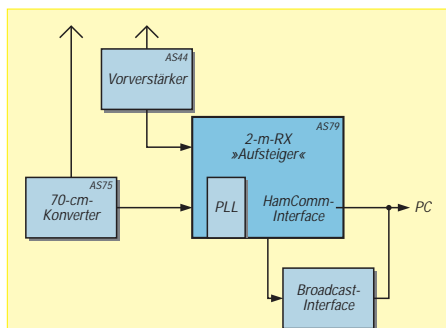 AS44
Vorverstärker
AS79
2-m-RX
»Aufsteiger«
AS75
70-cm-
Konverter
PLL
HamComm-
Interface
PC
Broadcast-
Interface